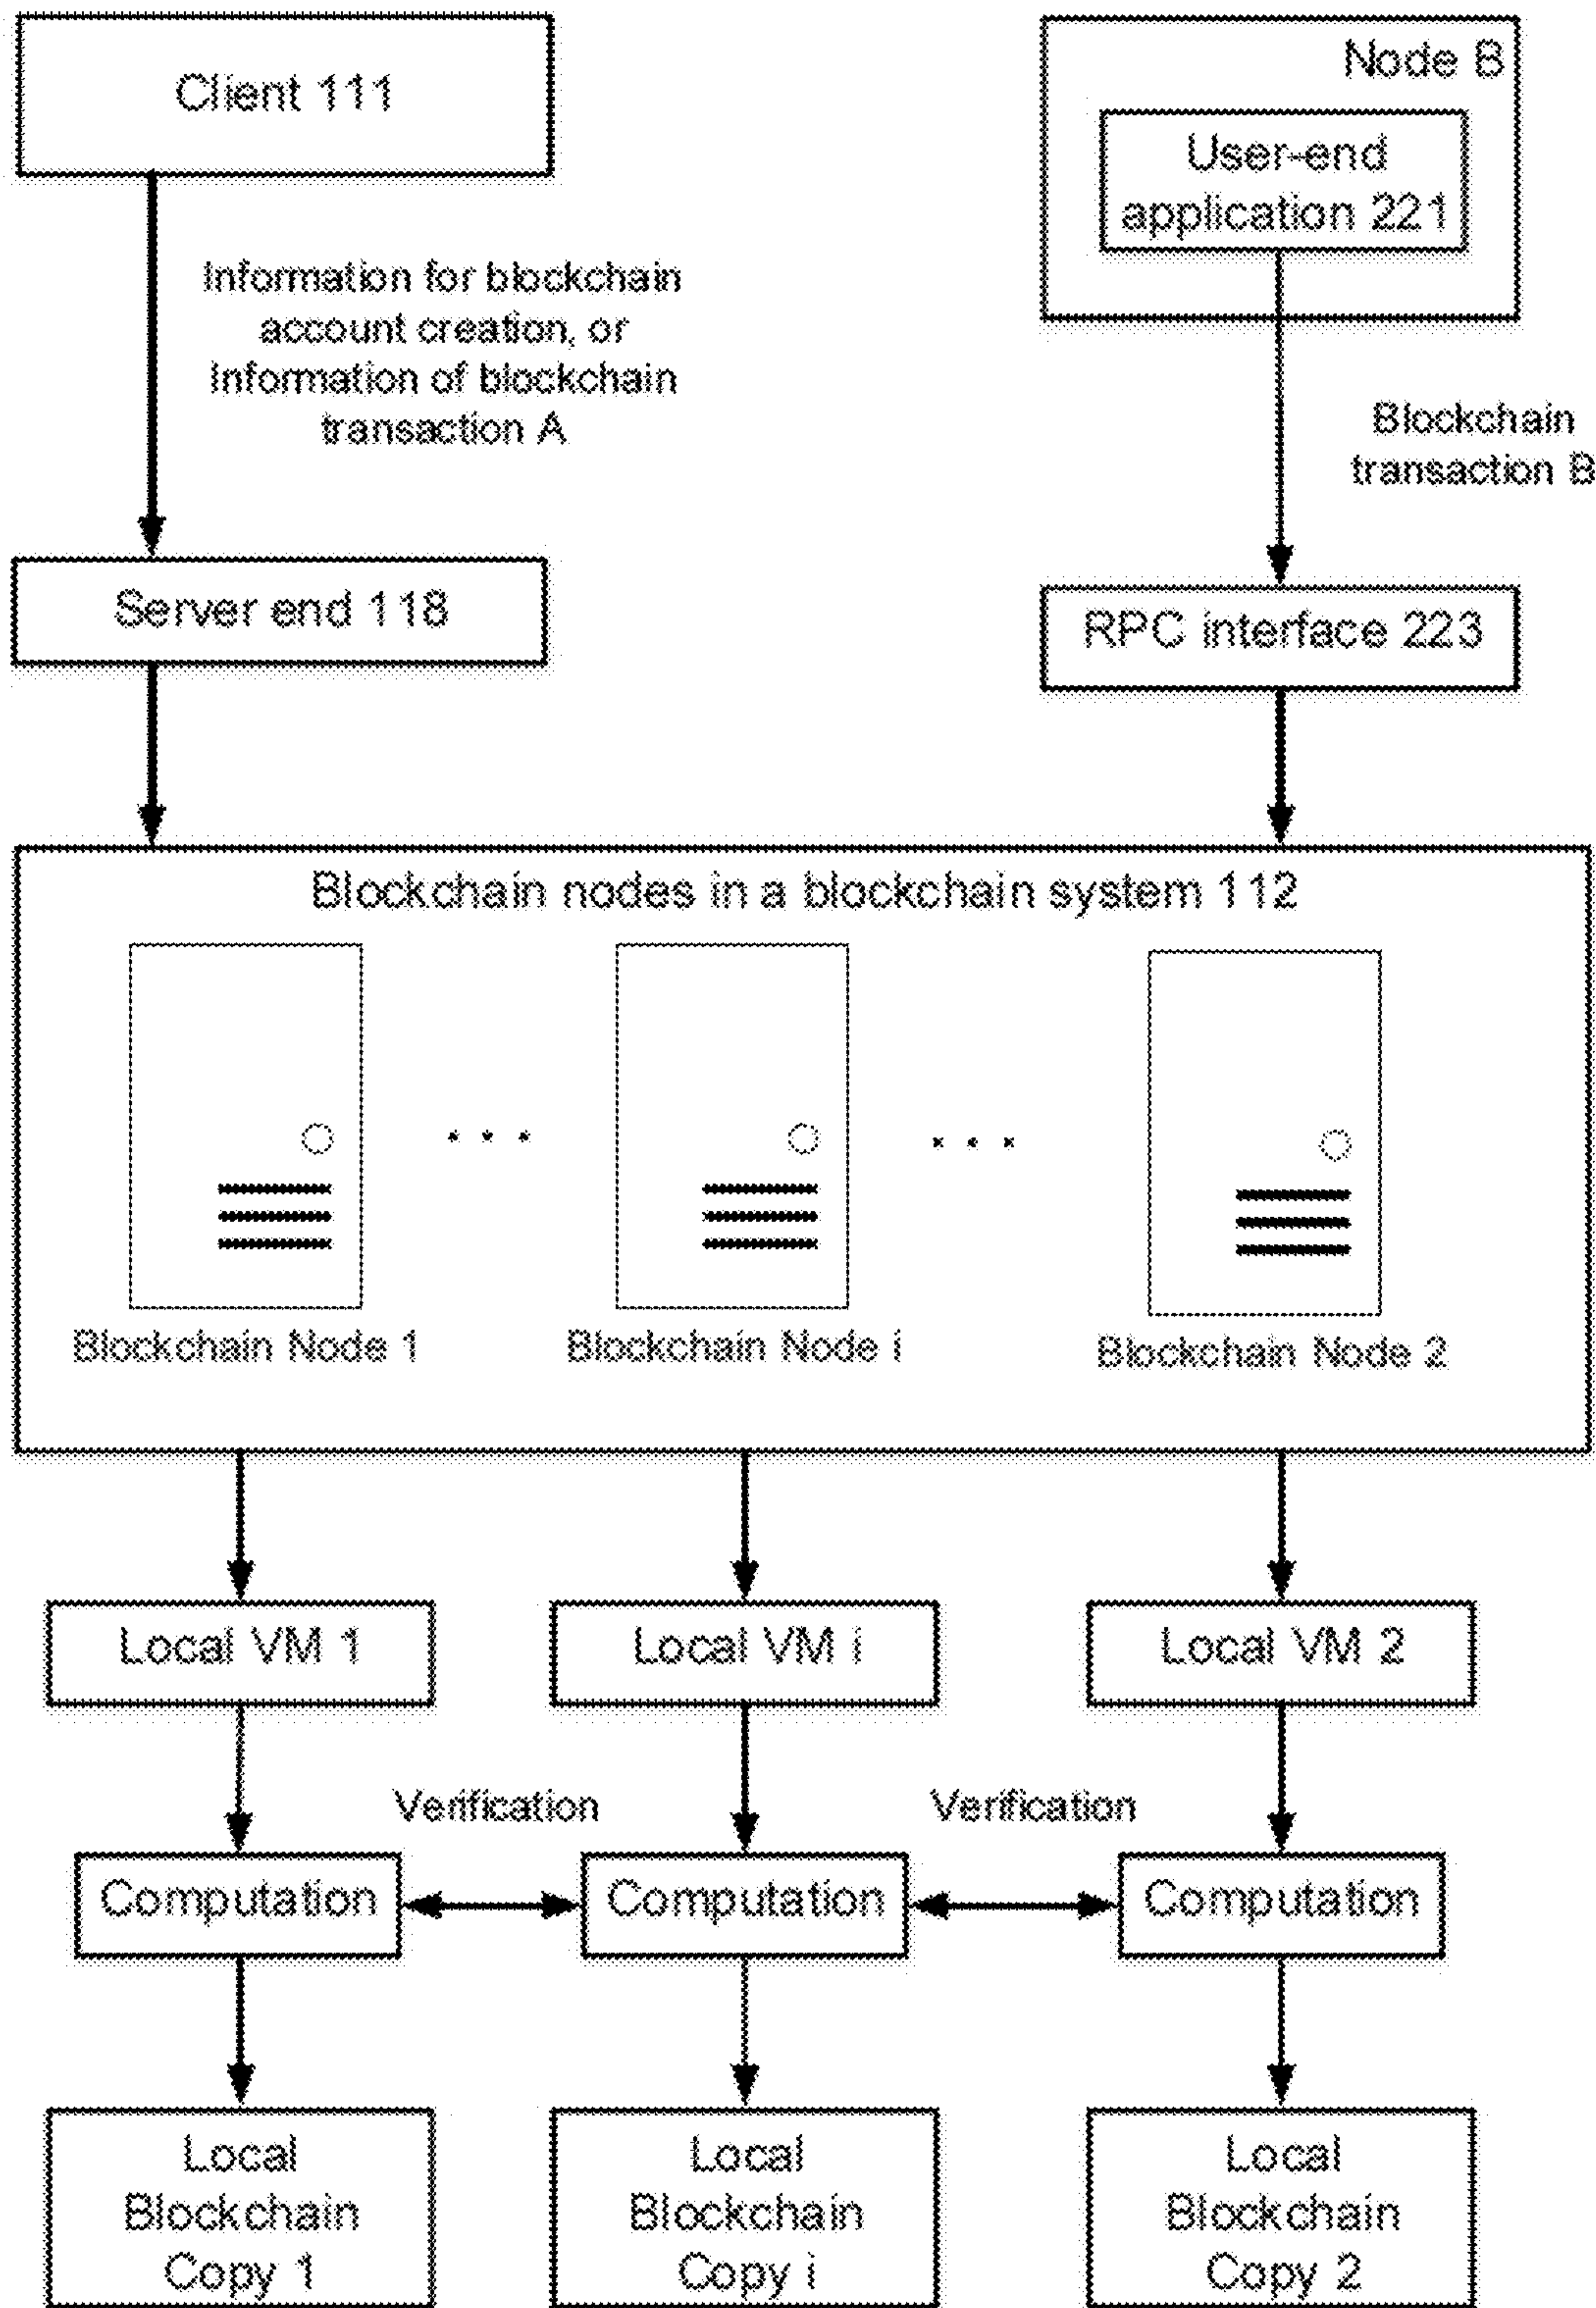 Client 111
Node B
User-end
application 221
Information for blockchain
account creation, or
Information of blockchain
transaction A
Blockchain
transaction B
Server end 118
RPC interface 223
Blockchain nodes in a blockchain system 112
. . .
. . .
Blockchain Node 1
Blockchain Node i
Blockchain Node 2
Local VM 1
Local VM i
Local VM 2
Verification
Verification
Computation
Computation
Computation
Local
Blockchain
Copy 1
Local
Blockchain
Copy i
Local
Blockchain
Copy 2